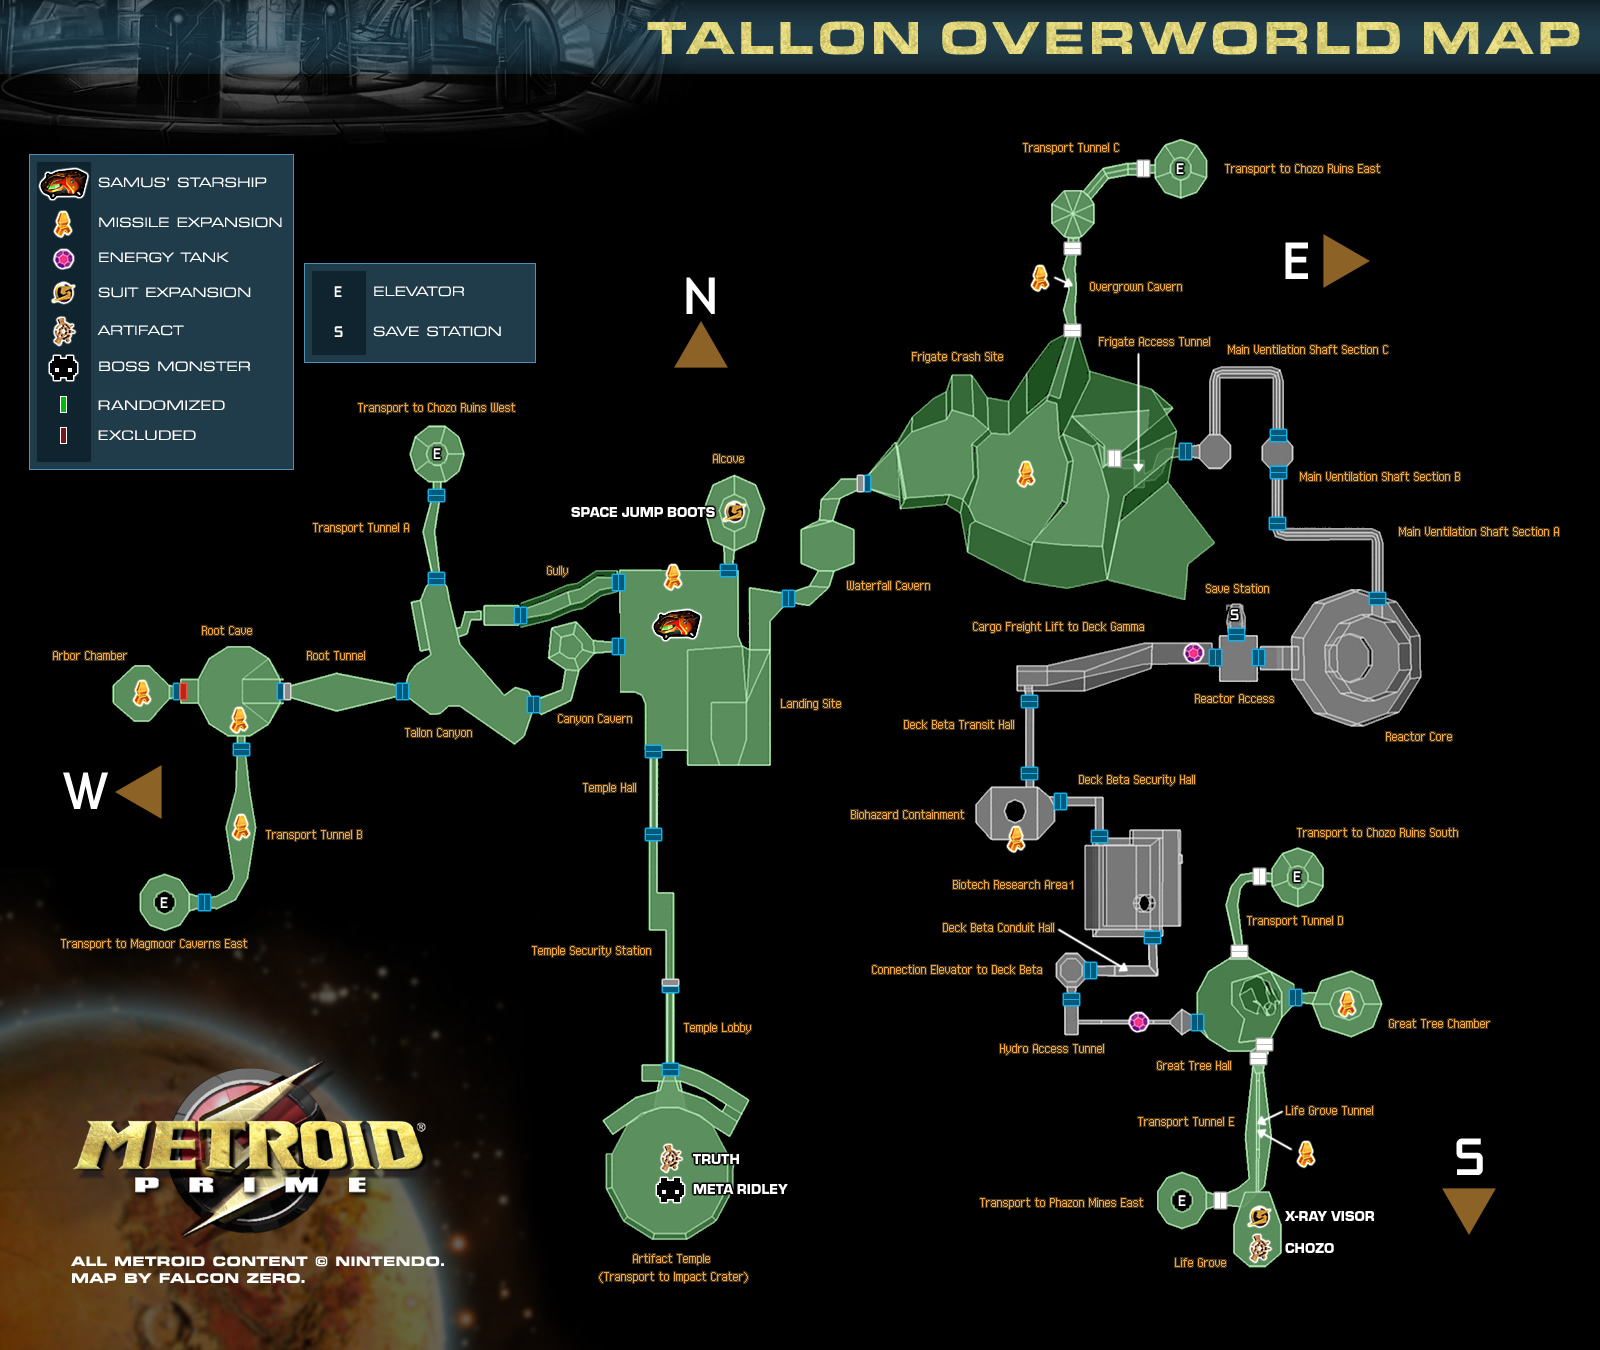 TALLON OVERWORLD MAP
SAMUS' STARSHIP
MISSILE EXPANSION
ENERGY TANK
SUIT EXPANSION
ARTIFACT
BOSS MONSTER
RANDOMIZED
EXCLUDED
E ELEVATOR
S SAVE STATION
N
E
W
S
Transport Tunnel C
E
Transport to Chozo Ruins East
Overgrown Cavern
Frigate Access Tunnel
Frigate Crash Site
Main Ventilation Shaft Section C
Main Ventilation Shaft Section B
Main Ventilation Shaft Section A
Transport to Chozo Ruins West
E
Alcove
SPACE JUMP BOOTS
Transport Tunnel A
Gully
Waterfall Cavern
Save Station
S
Cargo Freight Lift to Deck Gamma
Root Cave
Arbor Chamber
Root Tunnel
Reactor Access
Landing Site
Canyon Cavern
Tallon Canyon
Deck Beta Transit Hall
Reactor Core
Temple Hall
Deck Beta Security Hall
Biohazard Containment
Transport Tunnel B
Transport to Chozo Ruins South
E
Biotech Research Area 1
E
Transport to Magmoor Caverns East
Transport Tunnel D
Deck Beta Conduit Hall
Temple Security Station
Connection Elevator to Deck Beta
Great Tree Chamber
Temple Lobby
Hydro Access Tunnel
Great Tree Hall
Life Grove Tunnel
Transport Tunnel E
TRUTH
META RIDLEY
Transport to Phazon Mines East
E
X-RAY VISOR
CHOZO
Life Grove
Artifact Temple
(Transport to Impact Crater)
METROID®
PRIME
ALL METROID CONTENT © NINTENDO.
MAP BY FALCON ZERO.